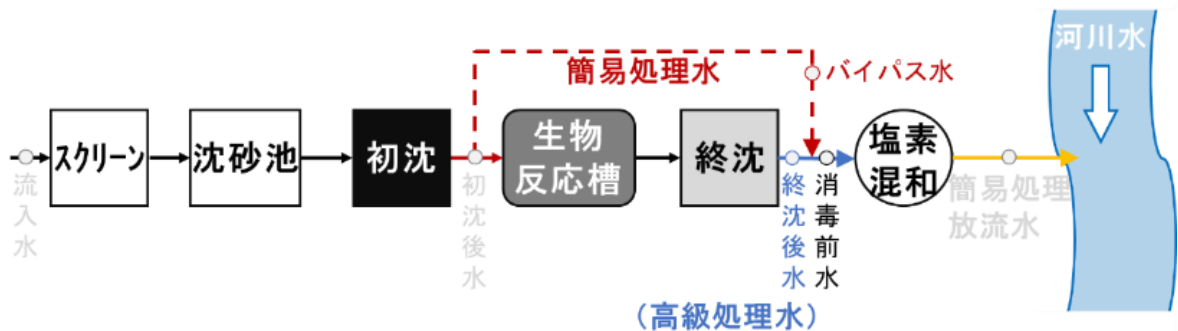 河川水
簡易処理水
バイパス水
スクリーン
沈砂池
初沈
生物
反応槽
終沈
塩素
混和
流入水
初沈後水
終沈後水
消毒前水
簡易処理
放流水
(高級処理水)